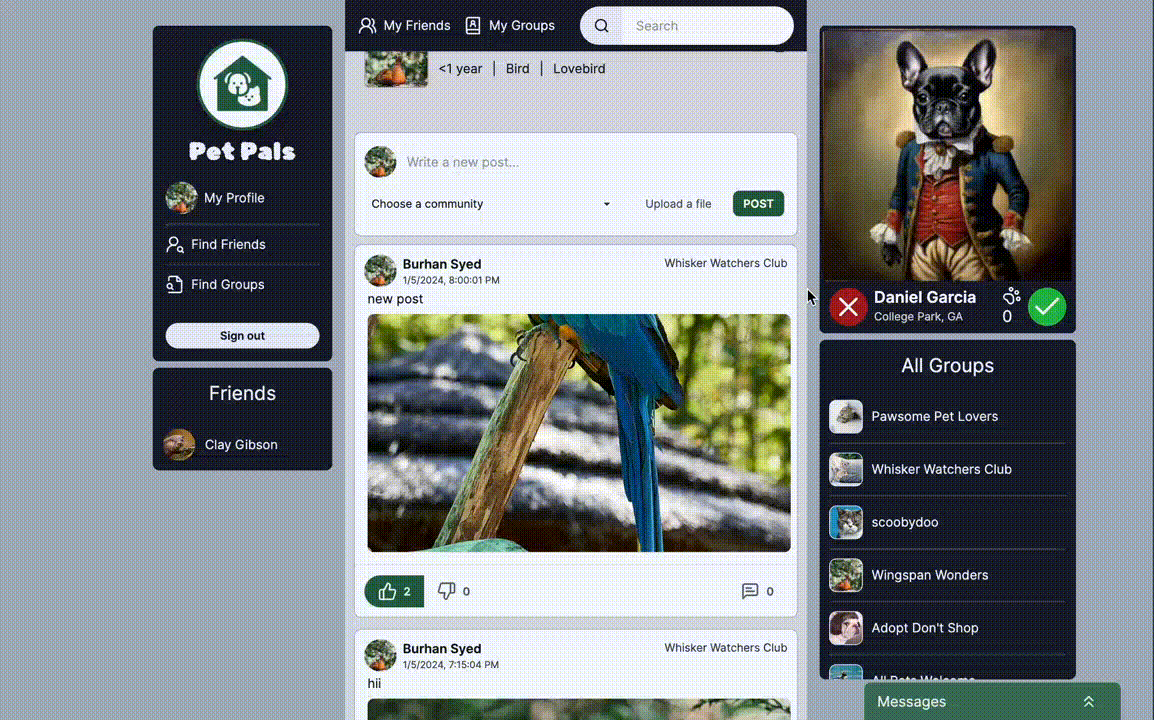 Pet Pals
My Profile
Find Friends
Find Groups
Sign out
Friends
Clay Gibson
My Friends
My Groups
Search
<1 year | Bird | Lovebird
Write a new post...
Choose a community
Upload a file
POST
Burhan Syed
Whisker Watchers Club
1/5/2024, 8:00:01 PM
new post
2
0
0
Burhan Syed
Whisker Watchers Club
1/5/2024, 7:15:04 PM
hii
Daniel Garcia
College Park, GA
0
All Groups
Pawsome Pet Lovers
Whisker Watchers Club
scoobydoo
Wingspan Wonders
Adopt Don't Shop
All Pets Welcome
Messages